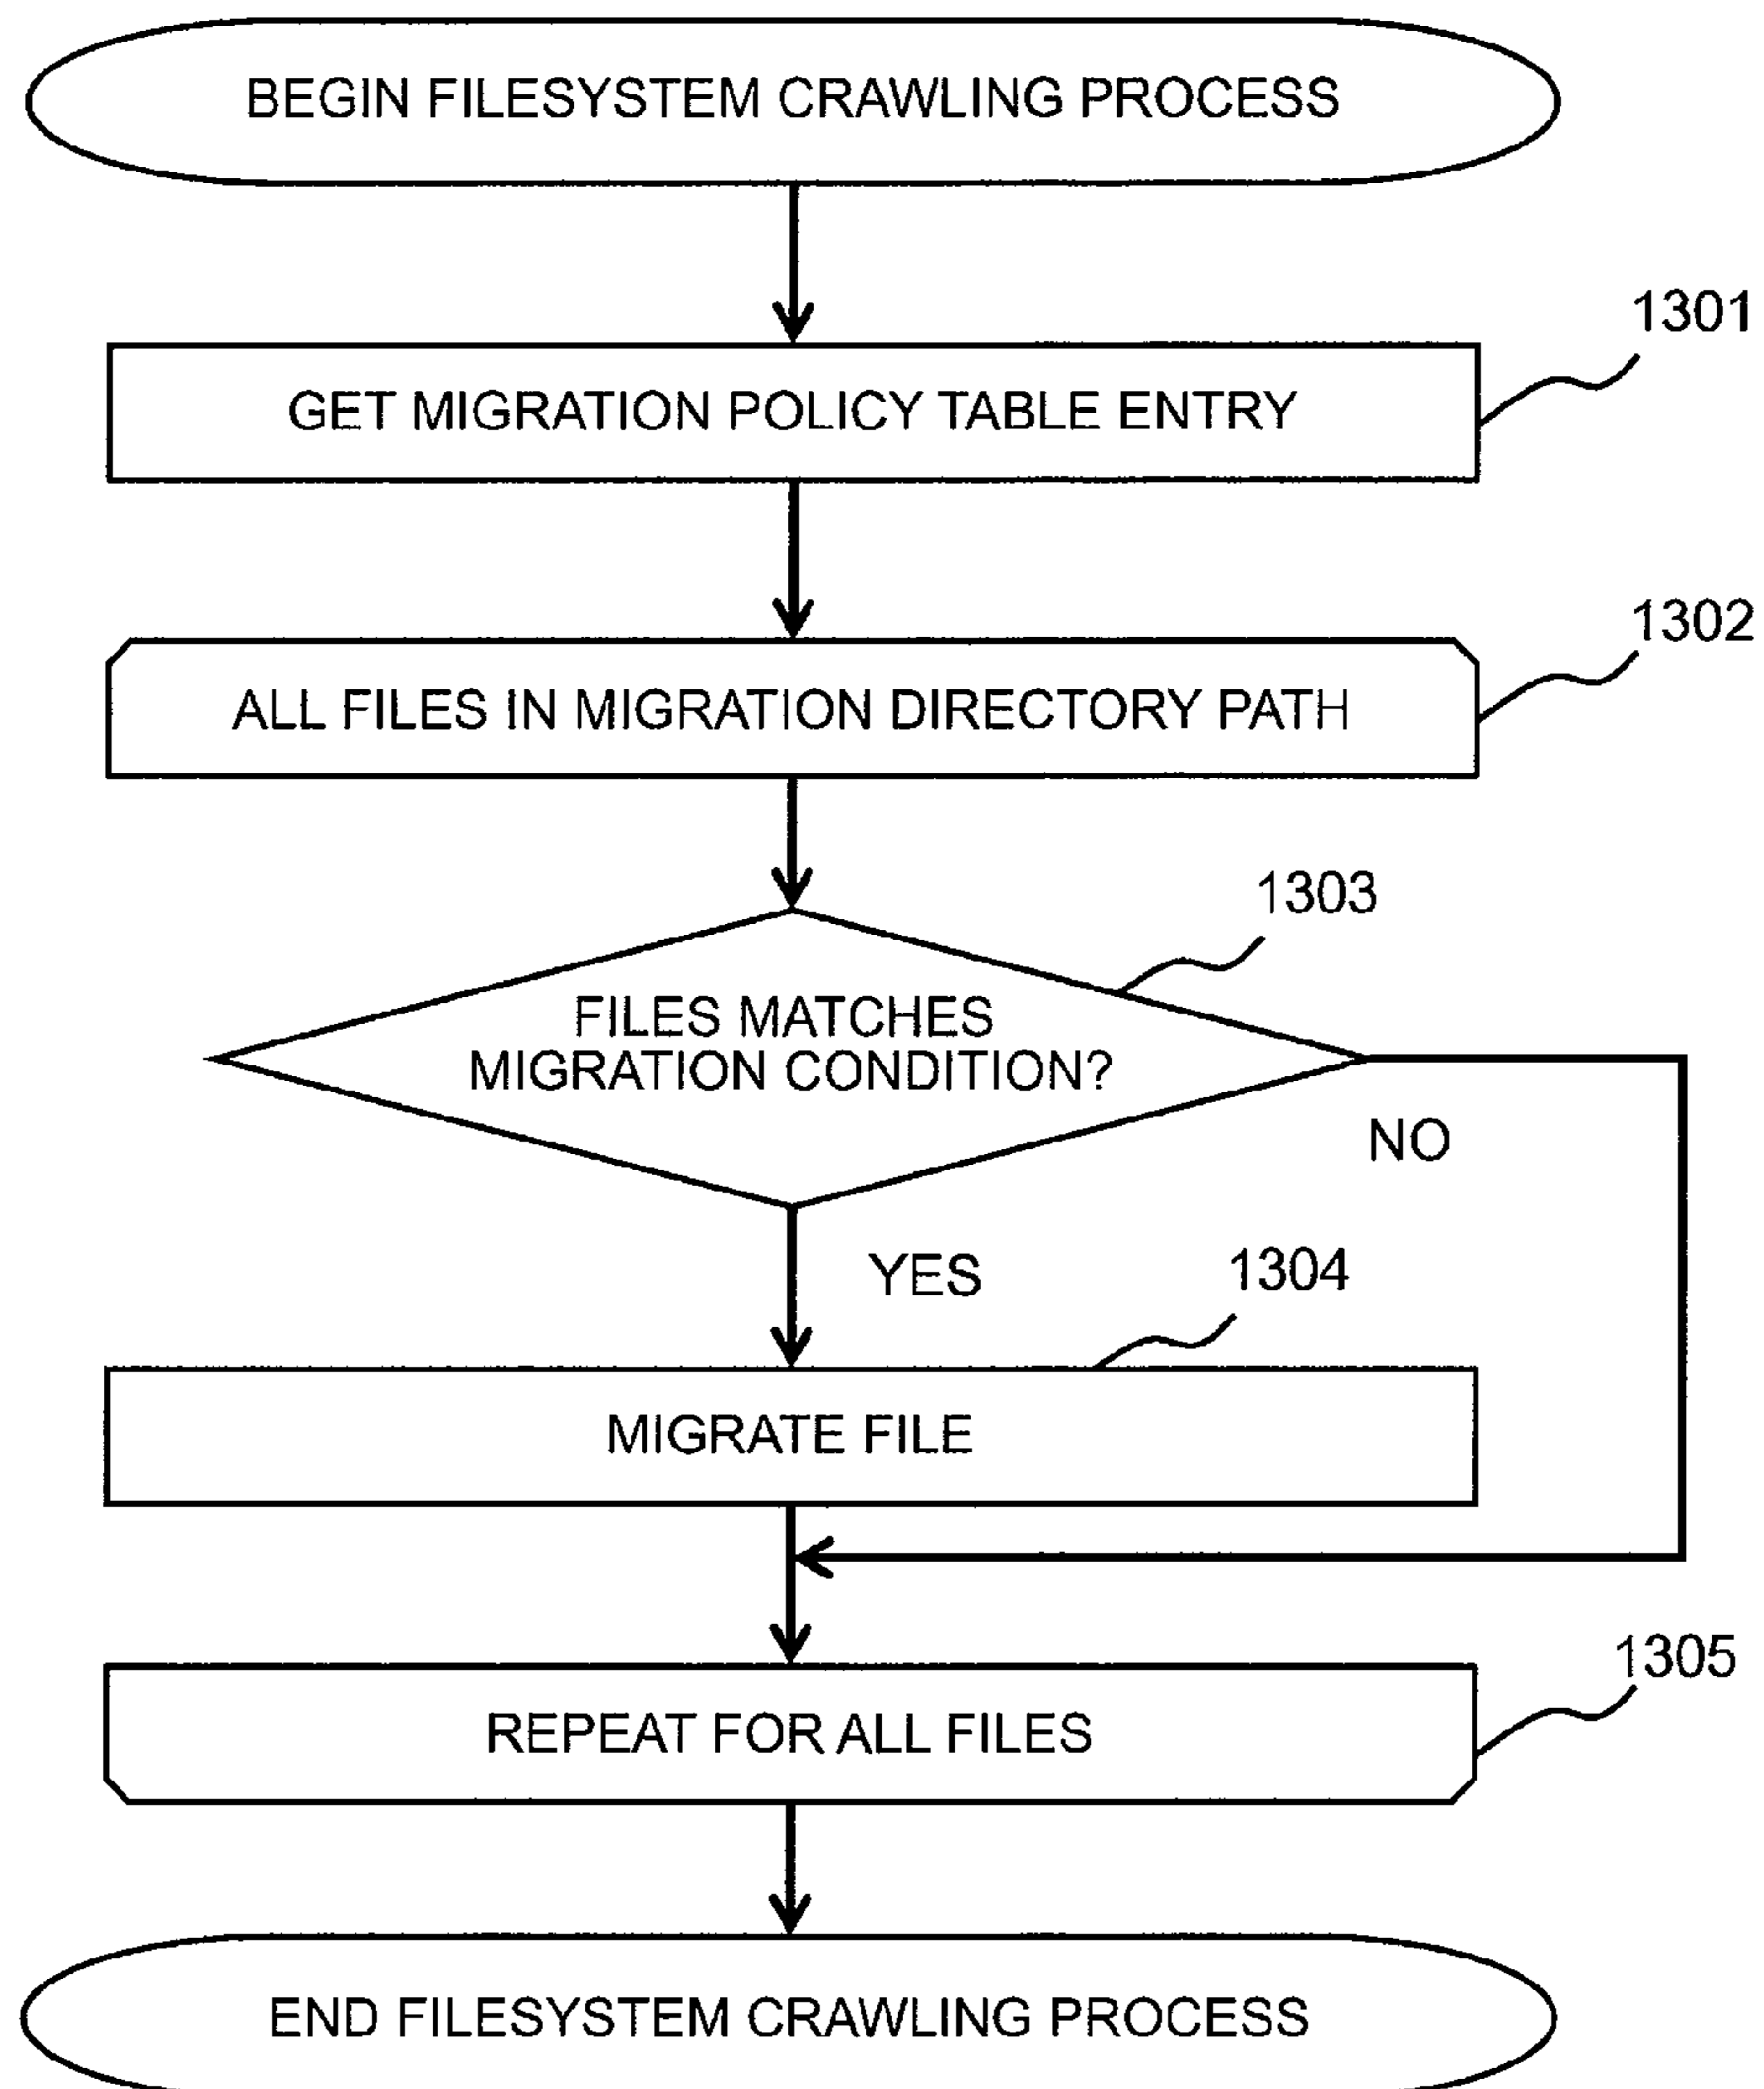 BEGIN FILESYSTEM CRAWLING PROCESS
1301
GET MIGRATION POLICY TABLE ENTRY
1302
ALL FILES IN MIGRATION DIRECTORY PATH
1303
FILES MATCHES
MIGRATION CONDITION?
NO
YES
1304
MIGRATE FILE
1305
REPEAT FOR ALL FILES
END FILESYSTEM CRAWLING PROCESS